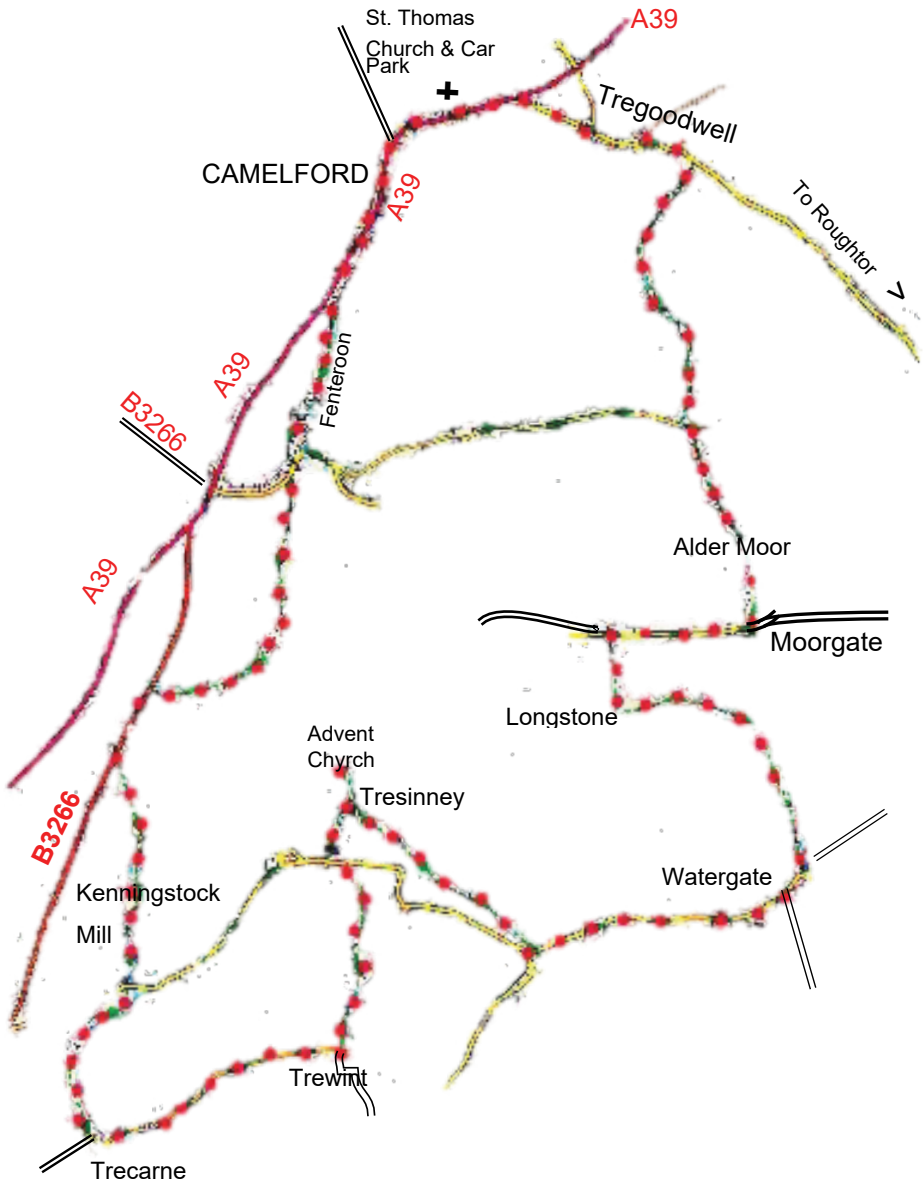 St. Thomas
A39
Church & Car
Park
Tregoodwell
CAMELFORD
A39
To Roughtor
>
Fenteroon
A39
B3266
Alder Moor
A39
Moorgate
Longstone
Advent
Chyrch
Tresinney
B3266
Watergate
Kenningstock
Mill
Trewint
Trecarne